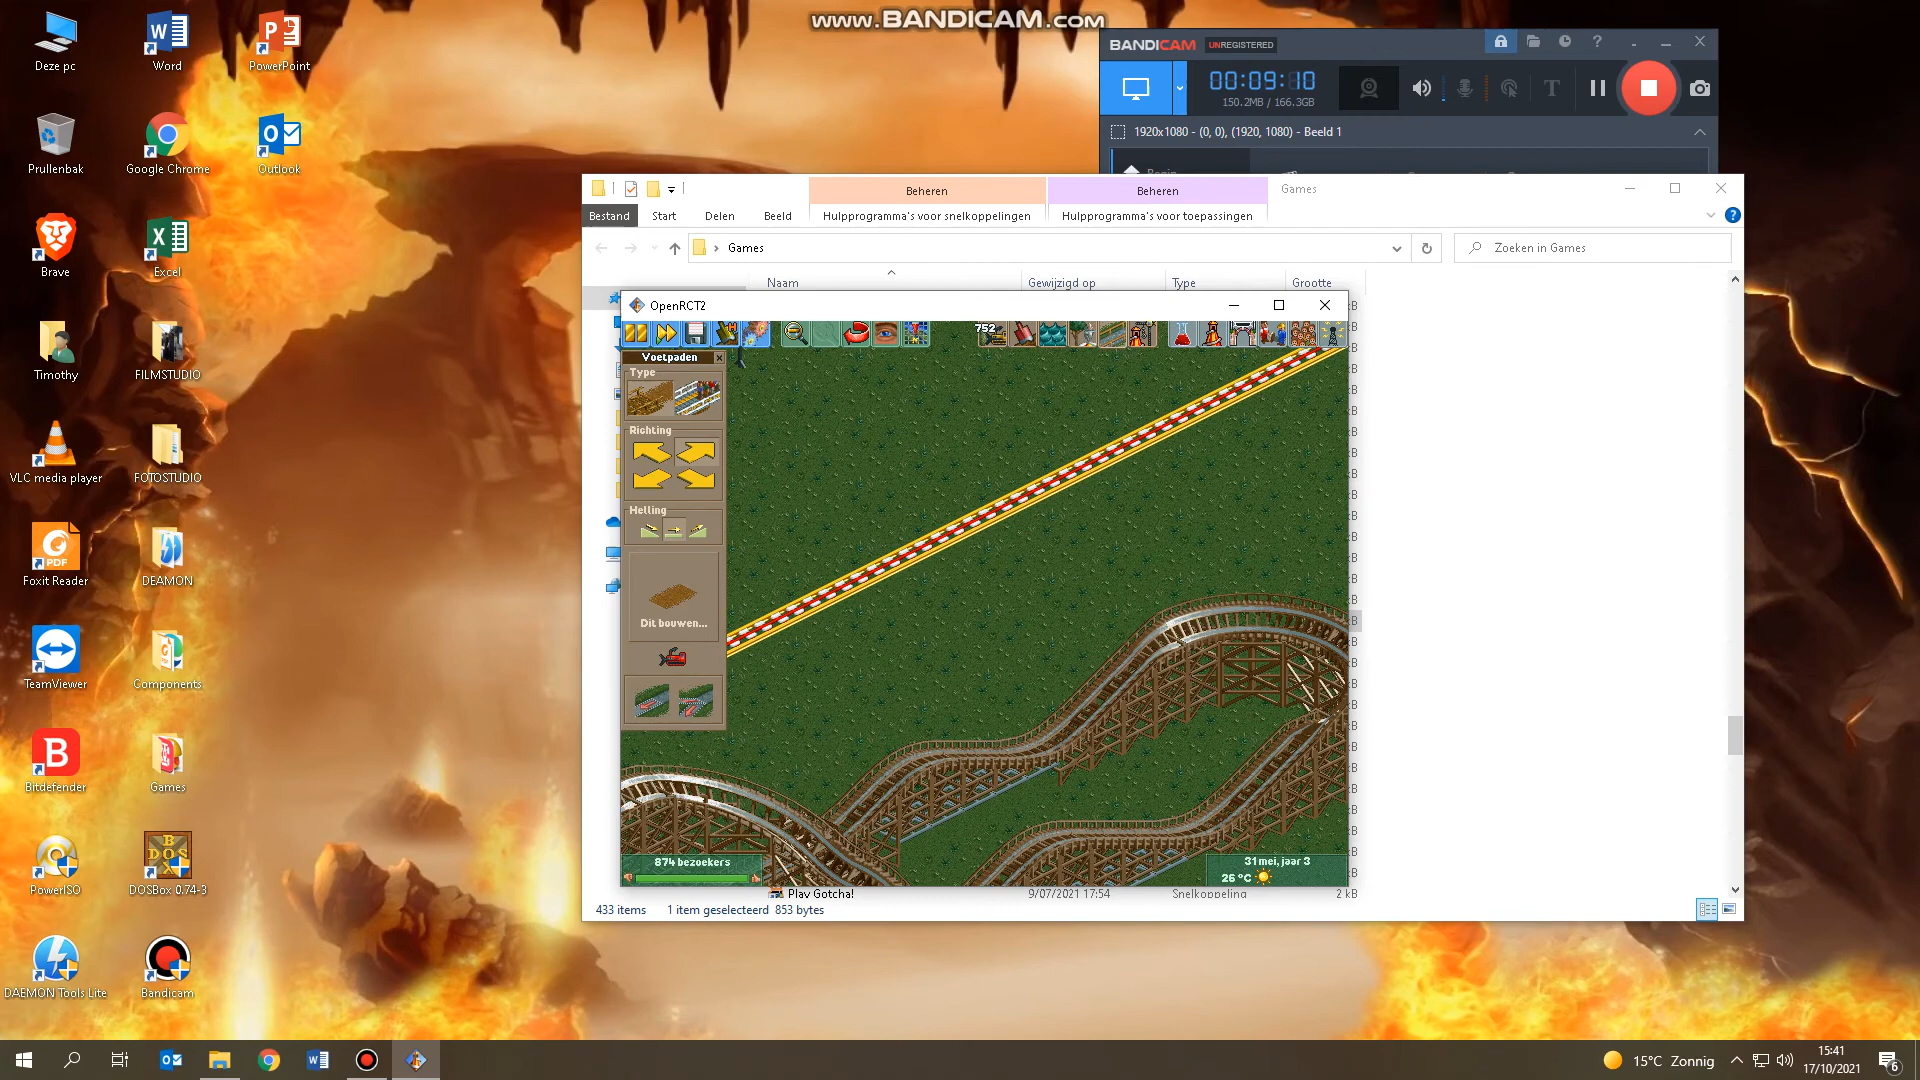 www.BANDICAM.com
Deze pc
Word
PowerPoint
Prullenbak
Google Chrome
Outlook
Brave
Excel
Timothy
FILMSTUDIO
VLC media player
FOTOSTUDIO
Foxit Reader
DEAMON
TeamViewer
Components
Bitdefender
Games
PowerISO
DOSBox 0.74-3
DAEMON Tools Lite
Bandicam
BANDICAM UNREGISTERED
00:09:10
150.2MB / 166.3GB
1920x1080 - (0, 0), (1920, 1080) - Beeld 1
Beheren
Beheren
Games
Bestand
Start
Delen
Beeld
Hulpprogramma's voor snelkoppelingen
Hulpprogramma's voor toepassingen
Games
Zoeken in Games
Naam
Gewijzigd op
Type
Grootte
OpenRCT2
752
Voetpaden
Type
Richting
Helling
Dit bouwen...
874 bezoekers
31 mei, jaar 3
26 °C
Play Gotcha!
9/07/2021 17:54
Snelkoppeling
2 kB
433 items
1 item geselecteerd 853 bytes
15°C Zonnig
15:41
17/10/2021
6